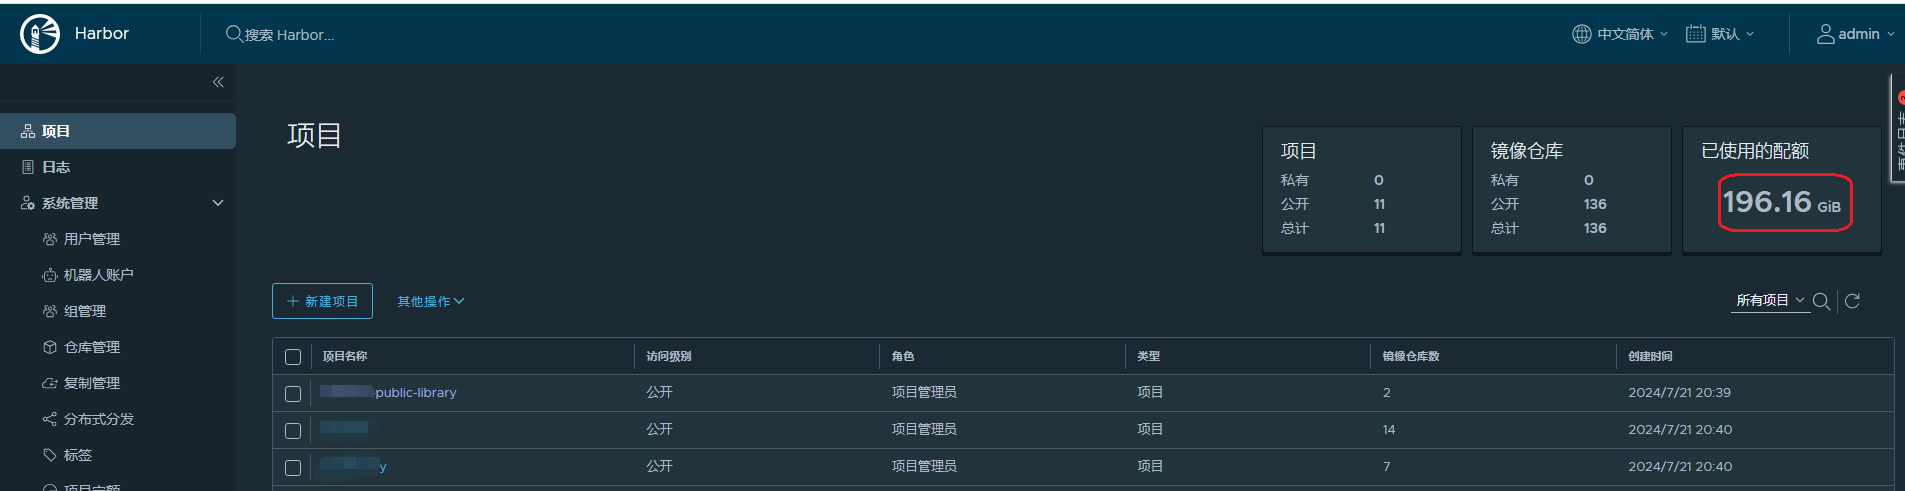 Harbor
搜索 Harbor...
中文简体
默认
admin
项目
日志
系统管理
用户管理
机器人账户
组管理
仓库管理
复制管理
分布式分发
标签
项目
项目
私有 0
公开 11
总计 11
镜像仓库
私有 0
公开 136
总计 136
已使用的配额
196.16 GiB
新建项目
其他操作
所有项目
项目名称 访问级别 角色 类型 镜像仓库数 创建时间
-public-library 公开 项目管理员 项目 2 2024/7/21 20:39
公开 项目管理员 项目 14 2024/7/21 20:40
y 公开 项目管理员 项目 7 2024/7/21 20:40